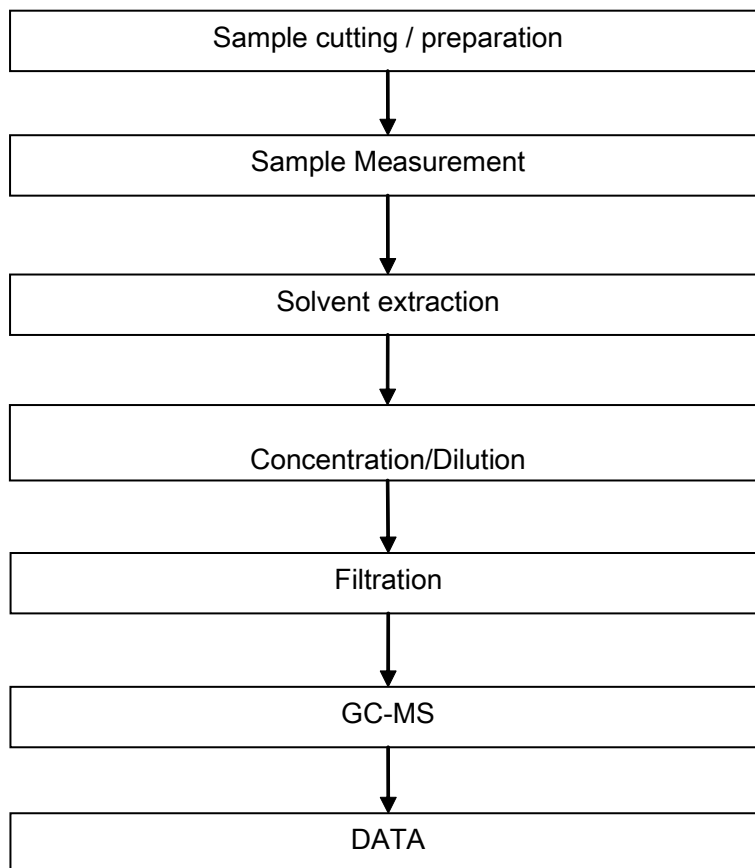 Sample cutting / preparation
Sample Measurement
Solvent extraction
Concentration/Dilution
Filtration
GC-MS
DATA